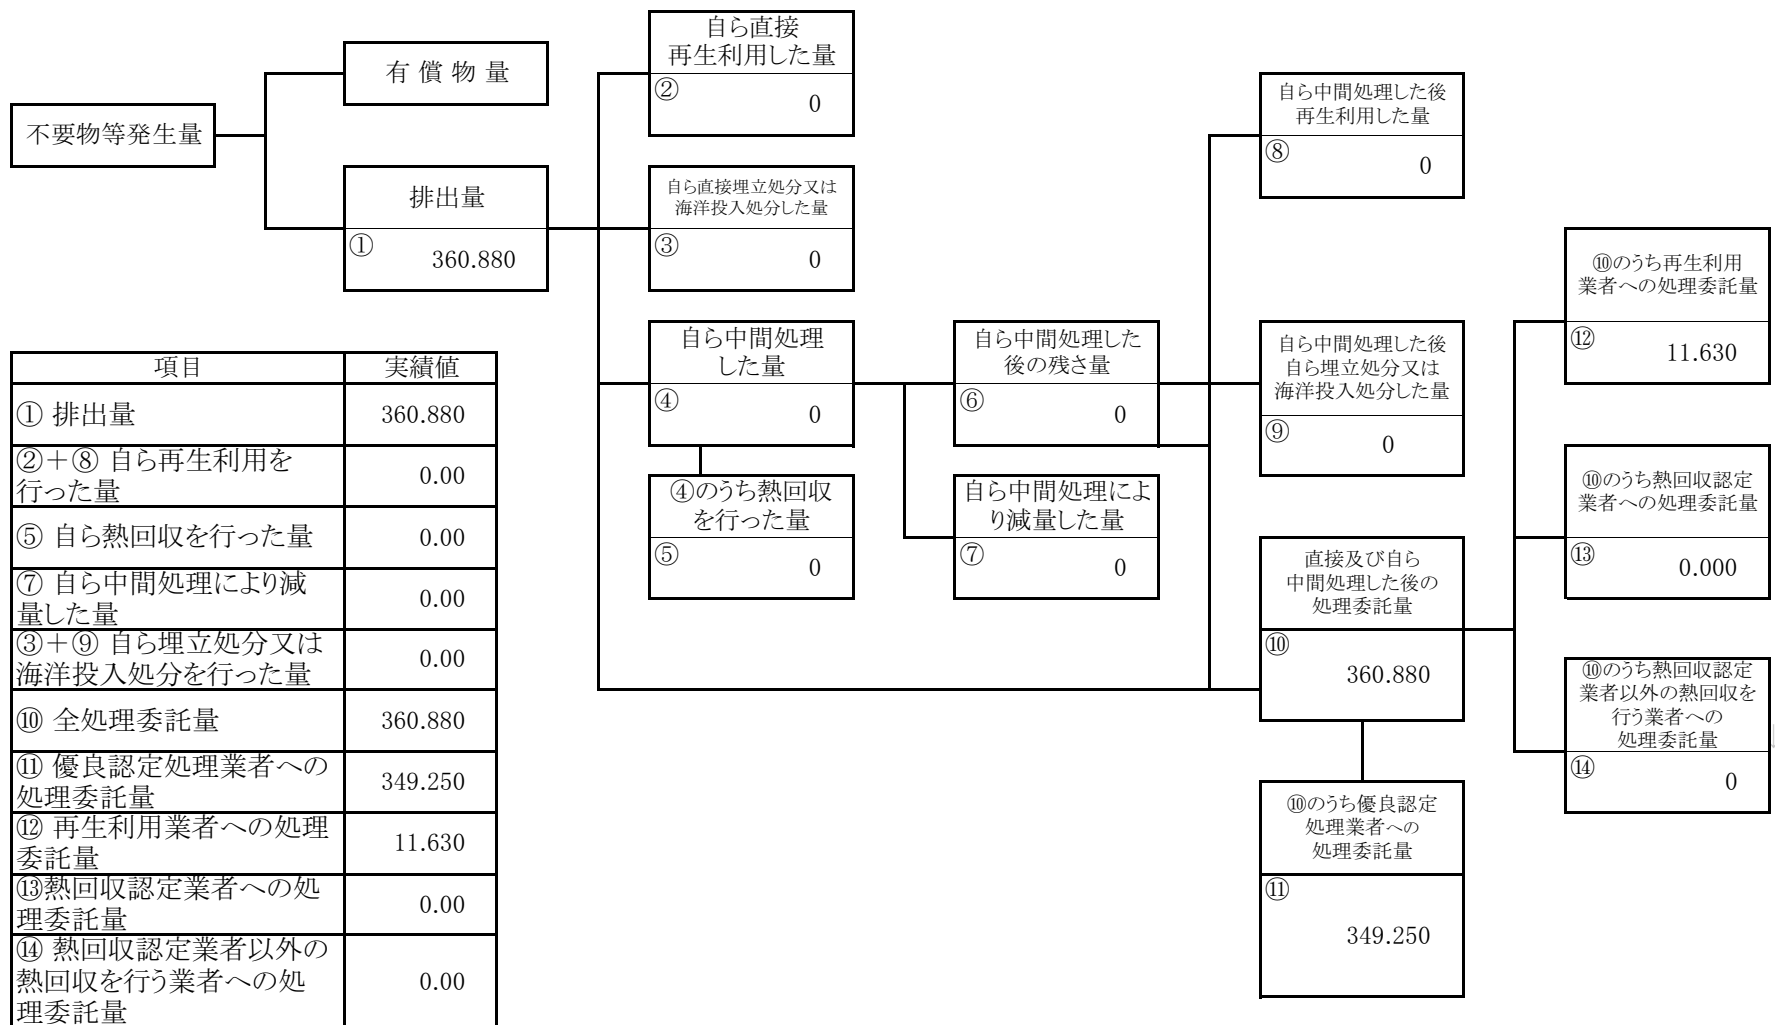 不要物等発生量
有 償 物 量
排出量
①
360.880
自ら直接
再生利用した量
②
0
自ら直接埋立処分又は
海洋投入処分した量
③
0
自ら中間処理
した量
④
0
④のうち熱回収
を行った量
⑤
0
自ら中間処理した
後の残さ量
⑥
0
自ら中間処理によ
り減量した量
⑦
0
自ら中間処理した後
再生利用した量
⑧
0
自ら中間処理した後
自ら埋立処分又は
海洋投入処分した量
⑨
0
直接及び自ら
中間処理した後の
処理委託量
⑩
360.880
⑩のうち優良認定
処理業者への
処理委託量
⑪
349.250
⑩のうち再生利用
業者への処理委託量
⑫
11.630
⑩のうち熱回収認定
業者への処理委託量
⑬
0.000
⑩のうち熱回収認定
業者以外の熱回収を
行う業者への
処理委託量
⑭
0
項目 実績値
① 排出量 360.880
②＋⑧ 自ら再生利用を
行った量 0.00
⑤ 自ら熱回収を行った量 0.00
⑦ 自ら中間処理により減
量した量 0.00
③＋⑨ 自ら埋立処分又は
海洋投入処分を行った量 0.00
⑩ 全処理委託量 360.880
⑪ 優良認定処理業者への
処理委託量 349.250
⑫ 再生利用業者への処理
委託量 11.630
⑬熱回収認定業者への処
理委託量 0.00
⑭ 熱回収認定業者以外の
熱回収を行う業者への処
理委託量 0.00